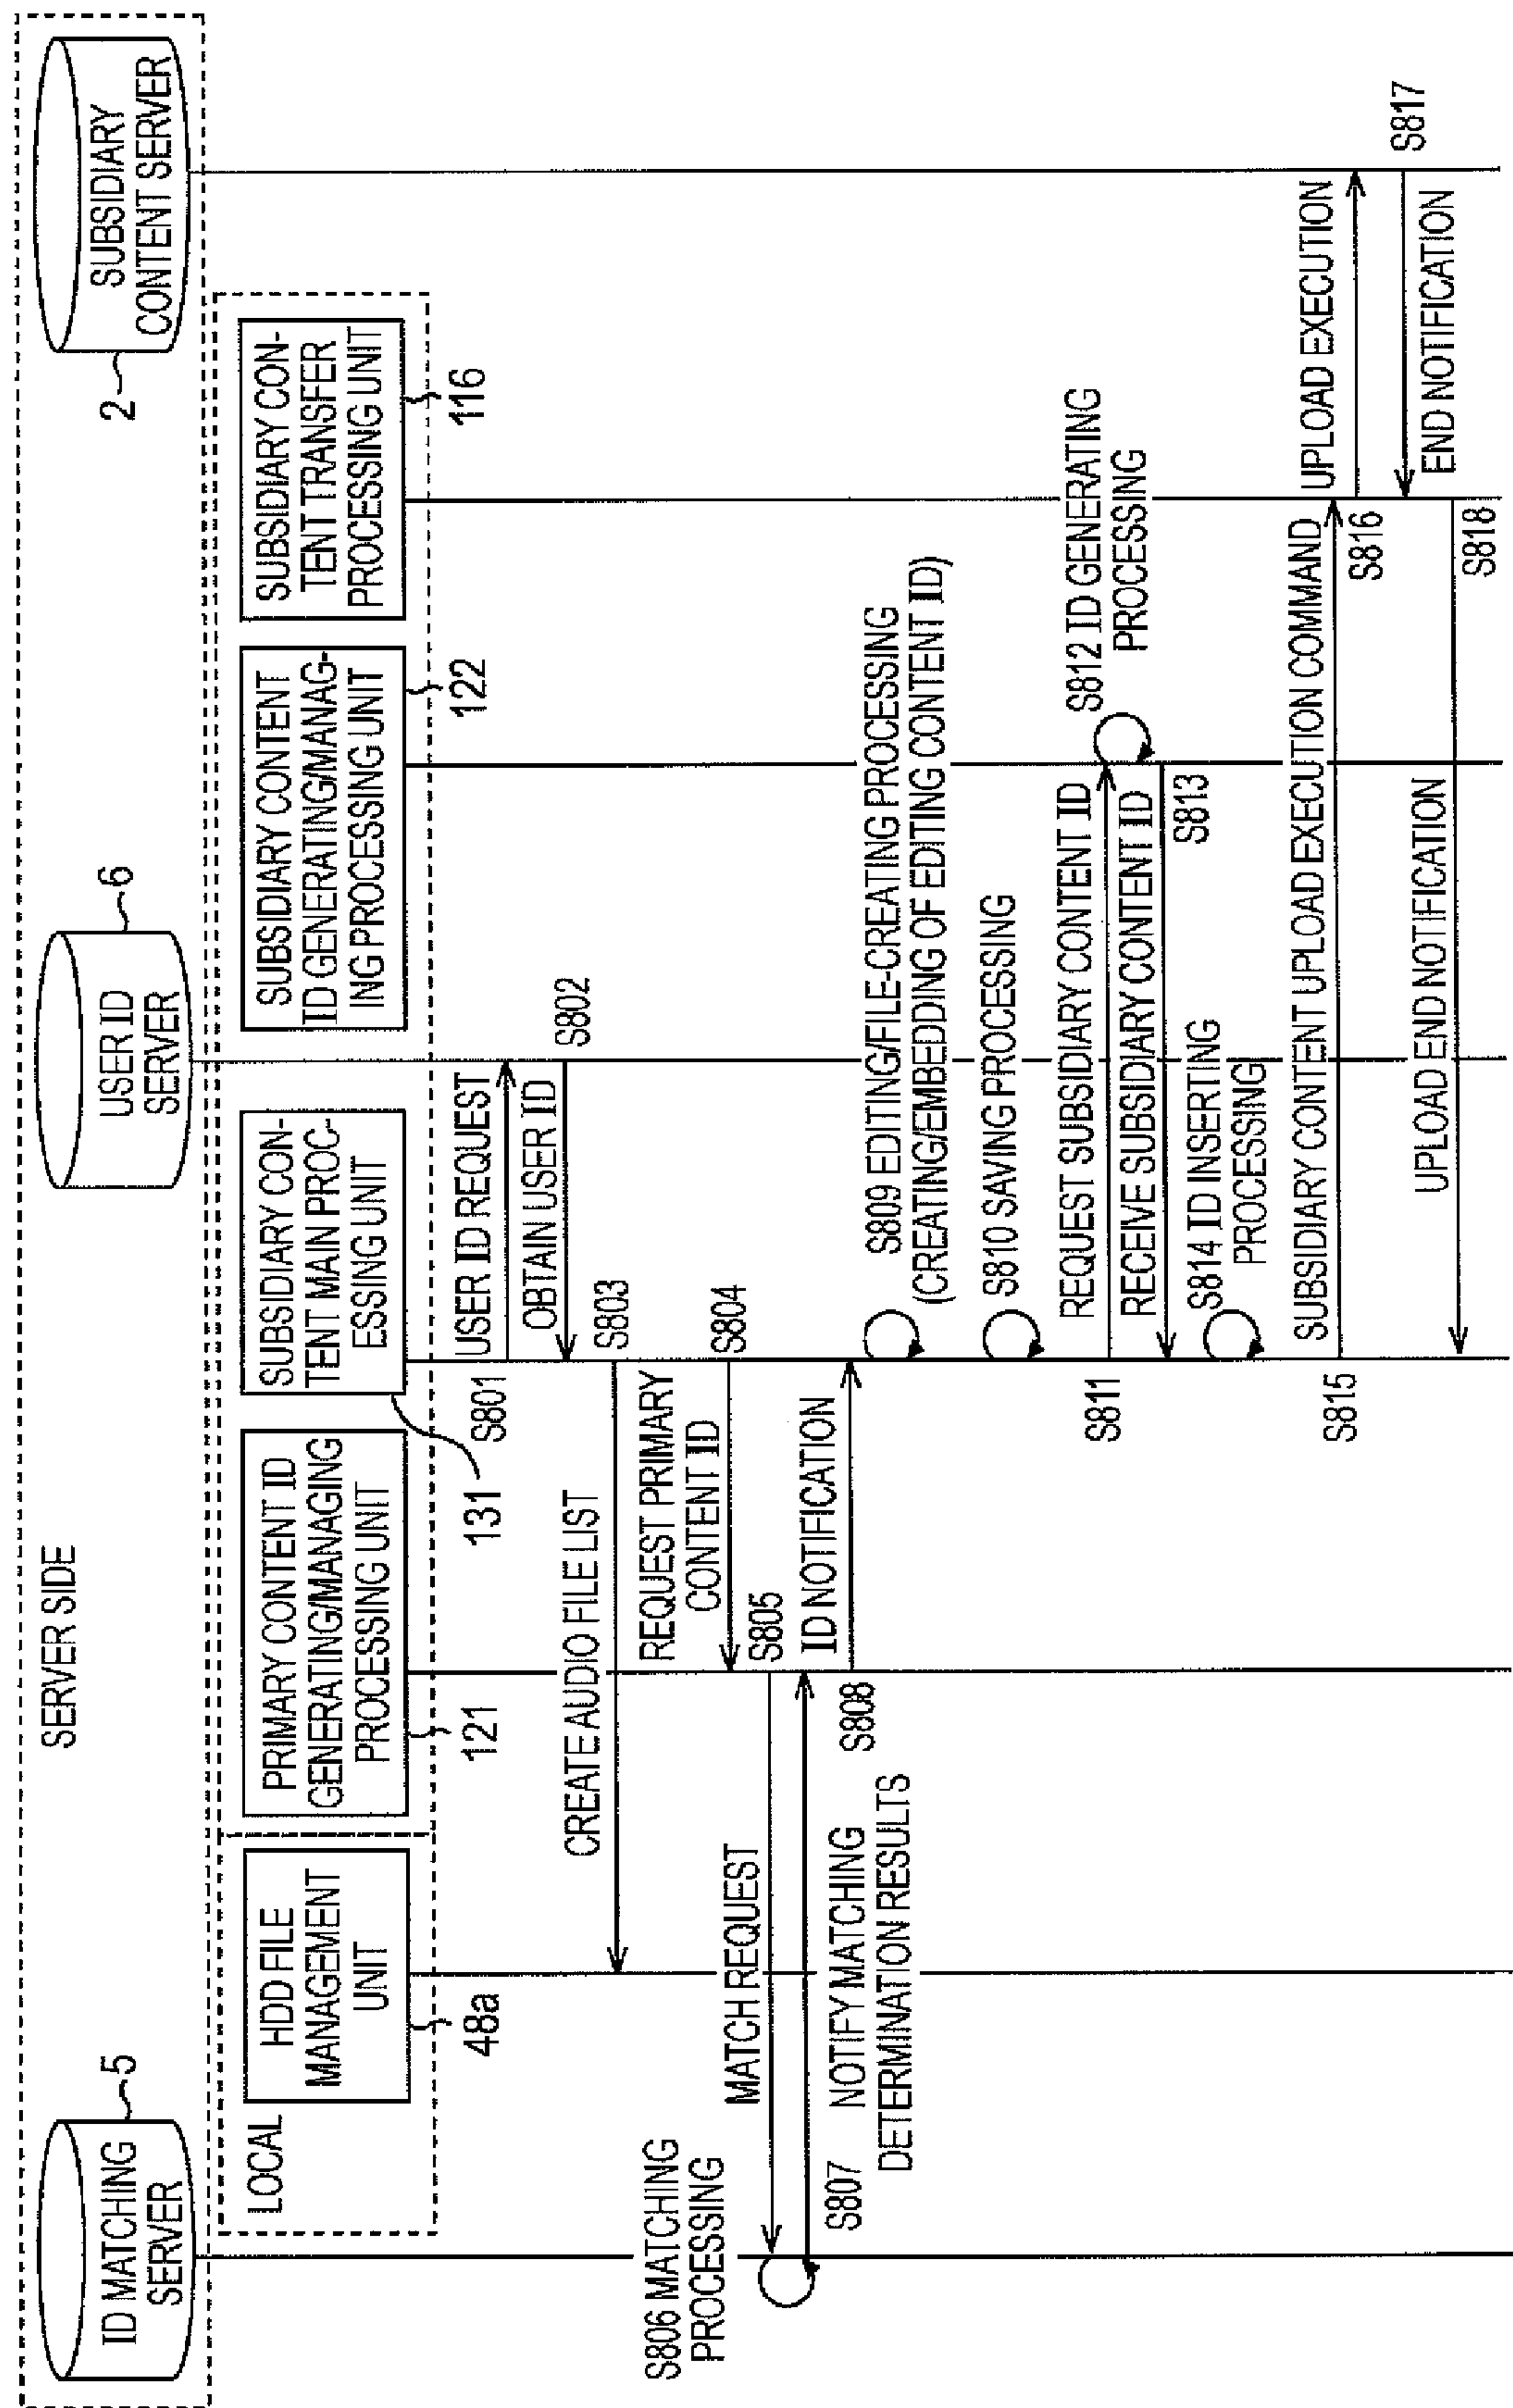 SERVER SIDE
ID MATCHING
SERVER
5
USER ID
SERVER
6
SUBSIDIARY
CONTENT SERVER
2
LOCAL
HDD FILE
MANAGEMENT
UNIT
48a
PRIMARY CONTENT ID
GENERATING/MANAGING
PROCESSING UNIT
121
SUBSIDIARY CON-
TENT MAIN PROC-
ESSING UNIT
131
SUBSIDIARY CONTENT
ID GENERATING/MANAG-
ING PROCESSING UNIT
122
SUBSIDIARY CON-
TENT TRANSFER
PROCESSING UNIT
116
S801
USER ID REQUEST
OBTAIN USER ID
S802
CREATE AUDIO FILE LIST
S803
REQUEST PRIMARY
CONTENT ID
S804
MATCH REQUEST
S805
S806 MATCHING
PROCESSING
S807
NOTIFY MATCHING
DETERMINATION RESULTS
ID NOTIFICATION
S808
S809 EDITING/FILE-CREATING PROCESSING
(CREATING/EMBEDDING OF EDITING CONTENT ID)
S810 SAVING PROCESSING
REQUEST SUBSIDIARY CONTENT ID
S811
S812 ID GENERATING
PROCESSING
RECEIVE SUBSIDIARY CONTENT ID
S813
S814 ID INSERTING
PROCESSING
SUBSIDIARY CONTENT UPLOAD EXECUTION COMMAND
S815
UPLOAD EXECUTION
S816
END NOTIFICATION
S817
UPLOAD END NOTIFICATION
S818